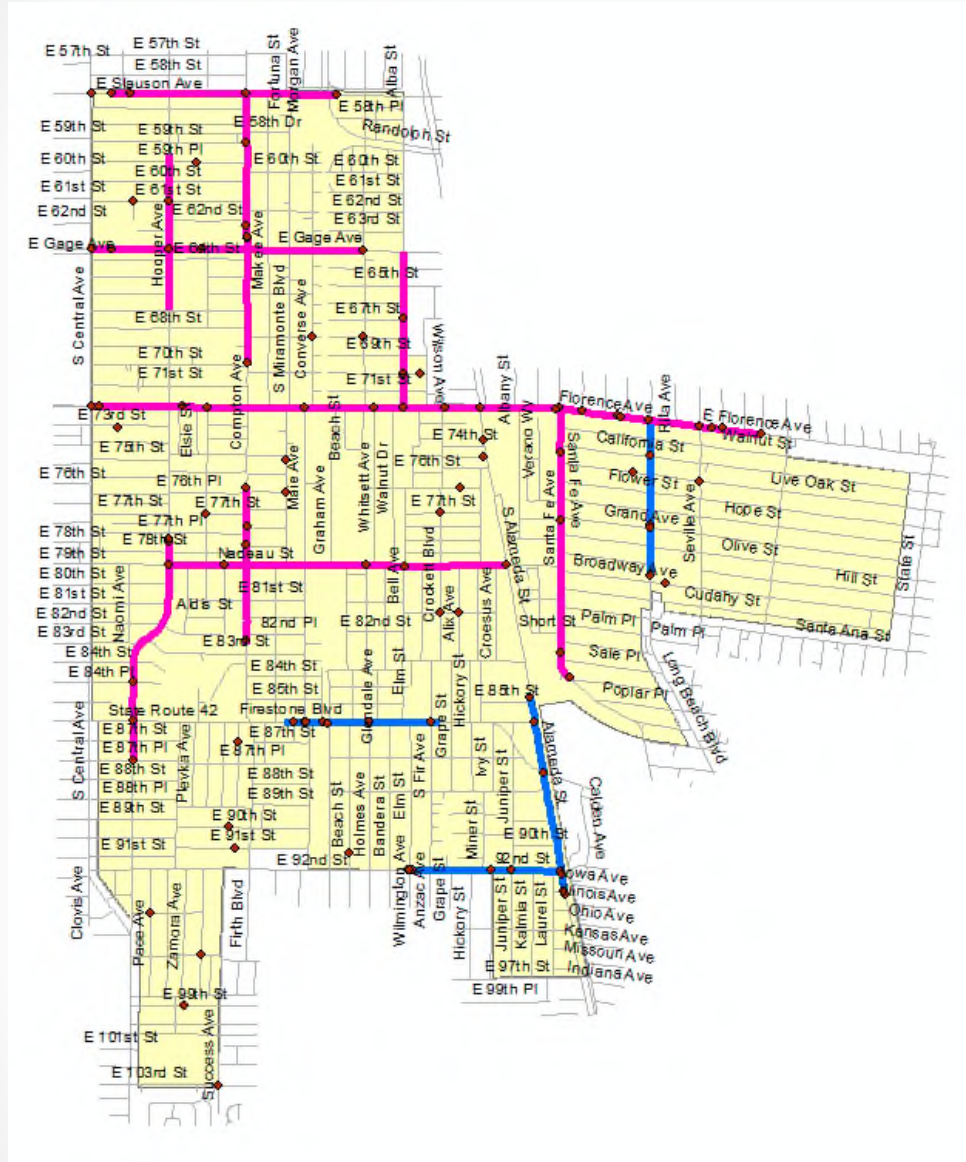 E 57th St
E 57th St
E 58th St
Fortuna St
Morgan Ave
Alba St
E Slauson Ave
E 58th Pl
E 58th Dr
Randolph St
E 59th St
E 59th St
E 59th Pl
E 60th St
E 60th St
E 60th St
E 60th St
E 61st St
E 61st St
E 61st St
E 62nd St
E 62nd St
E 62nd St
E 63rd St
Hooper Ave
E Gage Ave
E 64th St
Makee Ave
E Gage Ave
S Central Ave
E 65th St
S Miramonte Blvd
Converse Ave
E 67th St
E 68th St
E 69th St
Wilson Ave
E 70th St
E 71st St
E 71st St
Compton Ave
Albany St
Florence Ave
Rita Ave
E Florence Ave
E 73rd St
Elsie St
Beach St
E 74th St
Walnut St
E 75th St
California St
E 76th St
E 76th Pl
E 76th St
Flower St
Live Oak St
Maie Ave
Graham Ave
Whitsett Ave
Walnut Dr
Santa Fe Ave
Santa Fe Ave
E 77th St
E 77th St
E 77th St
E 77th Pl
Grand Ave
Seville Ave
Hope St
E 78th St
E 78th St
Crockett Blvd
S Alameda St
Olive St
State St
E 79th St
Nadeau St
Bell Ave
Broadway Ave
Hill St
E 80th St
Naomi Ave
E 81st St
E 81st St
Cudahy St
Aldis St
Alix Ave
Croesus Ave
E 82nd St
82nd Pl
E 82nd St
Short St
Palm Pl
Palm Pl
Santa Ana St
E 83rd St
E 83rd St
E 84th St
E 84th St
Sale Pl
E 84th Pl
E 85th St
Glendale Ave
Elm St
Hickory St
E 85th St
Poplar Pl
Long Beach Blvd
State Route 42
Firestone Blvd
Grape St
E 87th St
E 87th St
E 87th Pl
E 87th Pl
S Central Ave
Plevka Ave
Alameda St
E 88th St
E 88th St
Ivy St
E 88th Pl
E 89th St
E 89th St
Beach St
Holmes Ave
Bandera St
Elm St
S Fir Ave
Juniper St
Calden Ave
E 90th St
Miner St
E 90th St
E 91st St
E 91st St
E 92nd St
92nd St
Iowa Ave
Illinois Ave
Clovis Ave
Firth Blvd
Wilmington Ave
Anzac Ave
Grape St
Hickory St
Juniper St
Kalmia St
Laurel St
Ohio Ave
Pace Ave
Zamora Ave
Kansas Ave
Missouri Ave
E 97th St
Indiana Ave
E 99th St
E 99th Pl
E 101st St
Success Ave
E 103rd St